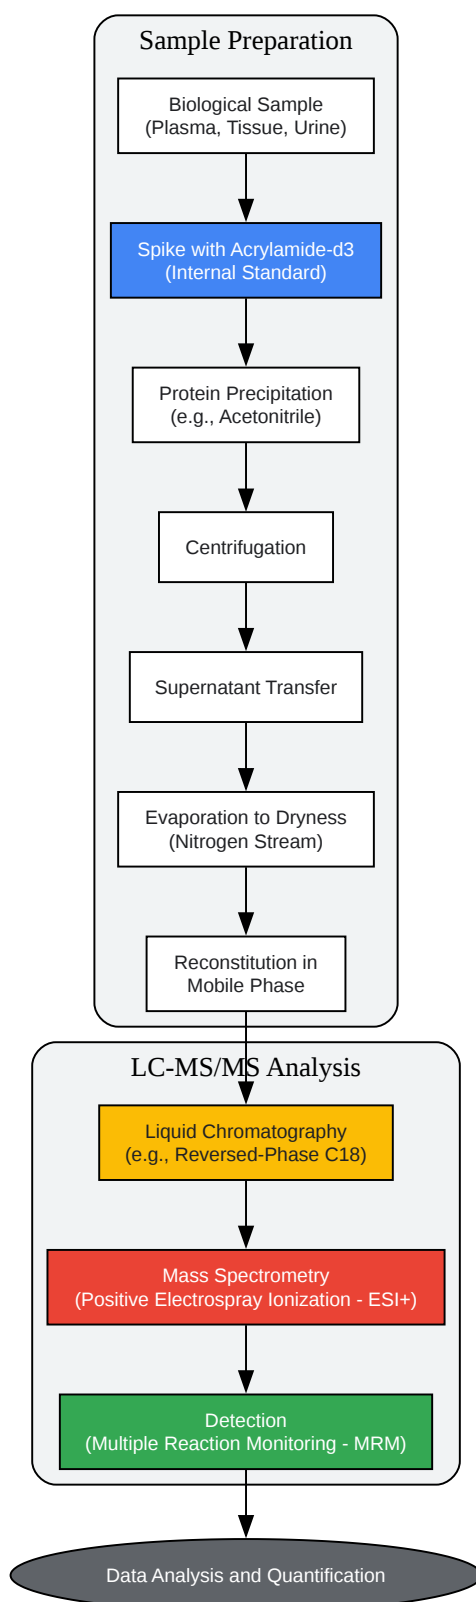 Sample Preparation
Biological Sample
(Plasma, Tissue, Urine)
Spike with Acrylamide-d3
(Internal Standard)
Protein Precipitation
(e.g., Acetonitrile)
Centrifugation
Supernatant Transfer
Evaporation to Dryness
(Nitrogen Stream)
Reconstitution in
Mobile Phase
LC-MS/MS Analysis
Liquid Chromatography
(e.g., Reversed-Phase C18)
Mass Spectrometry
(Positive Electrospray Ionization - ESI+)
Detection
(Multiple Reaction Monitoring - MRM)
Data Analysis and Quantification